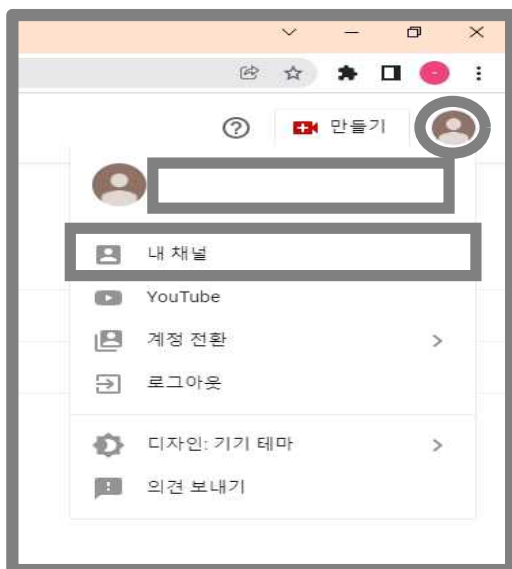 만들기
내 채널
YouTube
계정 전환
로그아웃
디자인: 기기 테마
의견 보내기